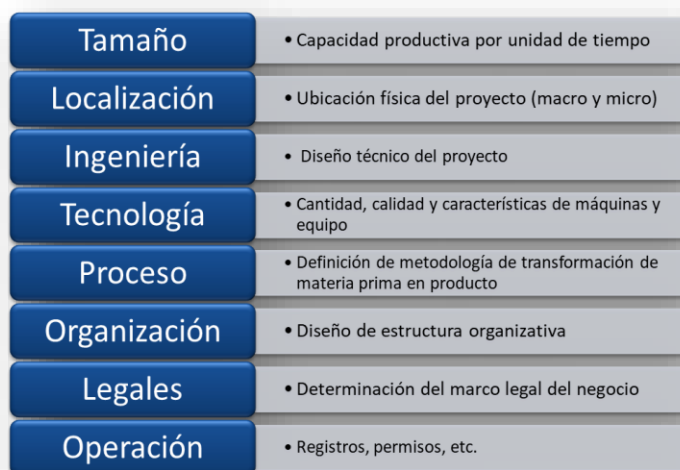 Tamaño
• Capacidad productiva por unidad de tiempo
Localización
• Ubicación física del proyecto (macro y micro)
Ingeniería
• Diseño técnico del proyecto
Tecnología
• Cantidad, calidad y características de máquinas y
equipo
Proceso
• Definición de metodología de transformación de
materia prima en producto
Organización
• Diseño de estructura organizativa
Legales
• Determinación del marco legal del negocio
Operación
• Registros, permisos, etc.